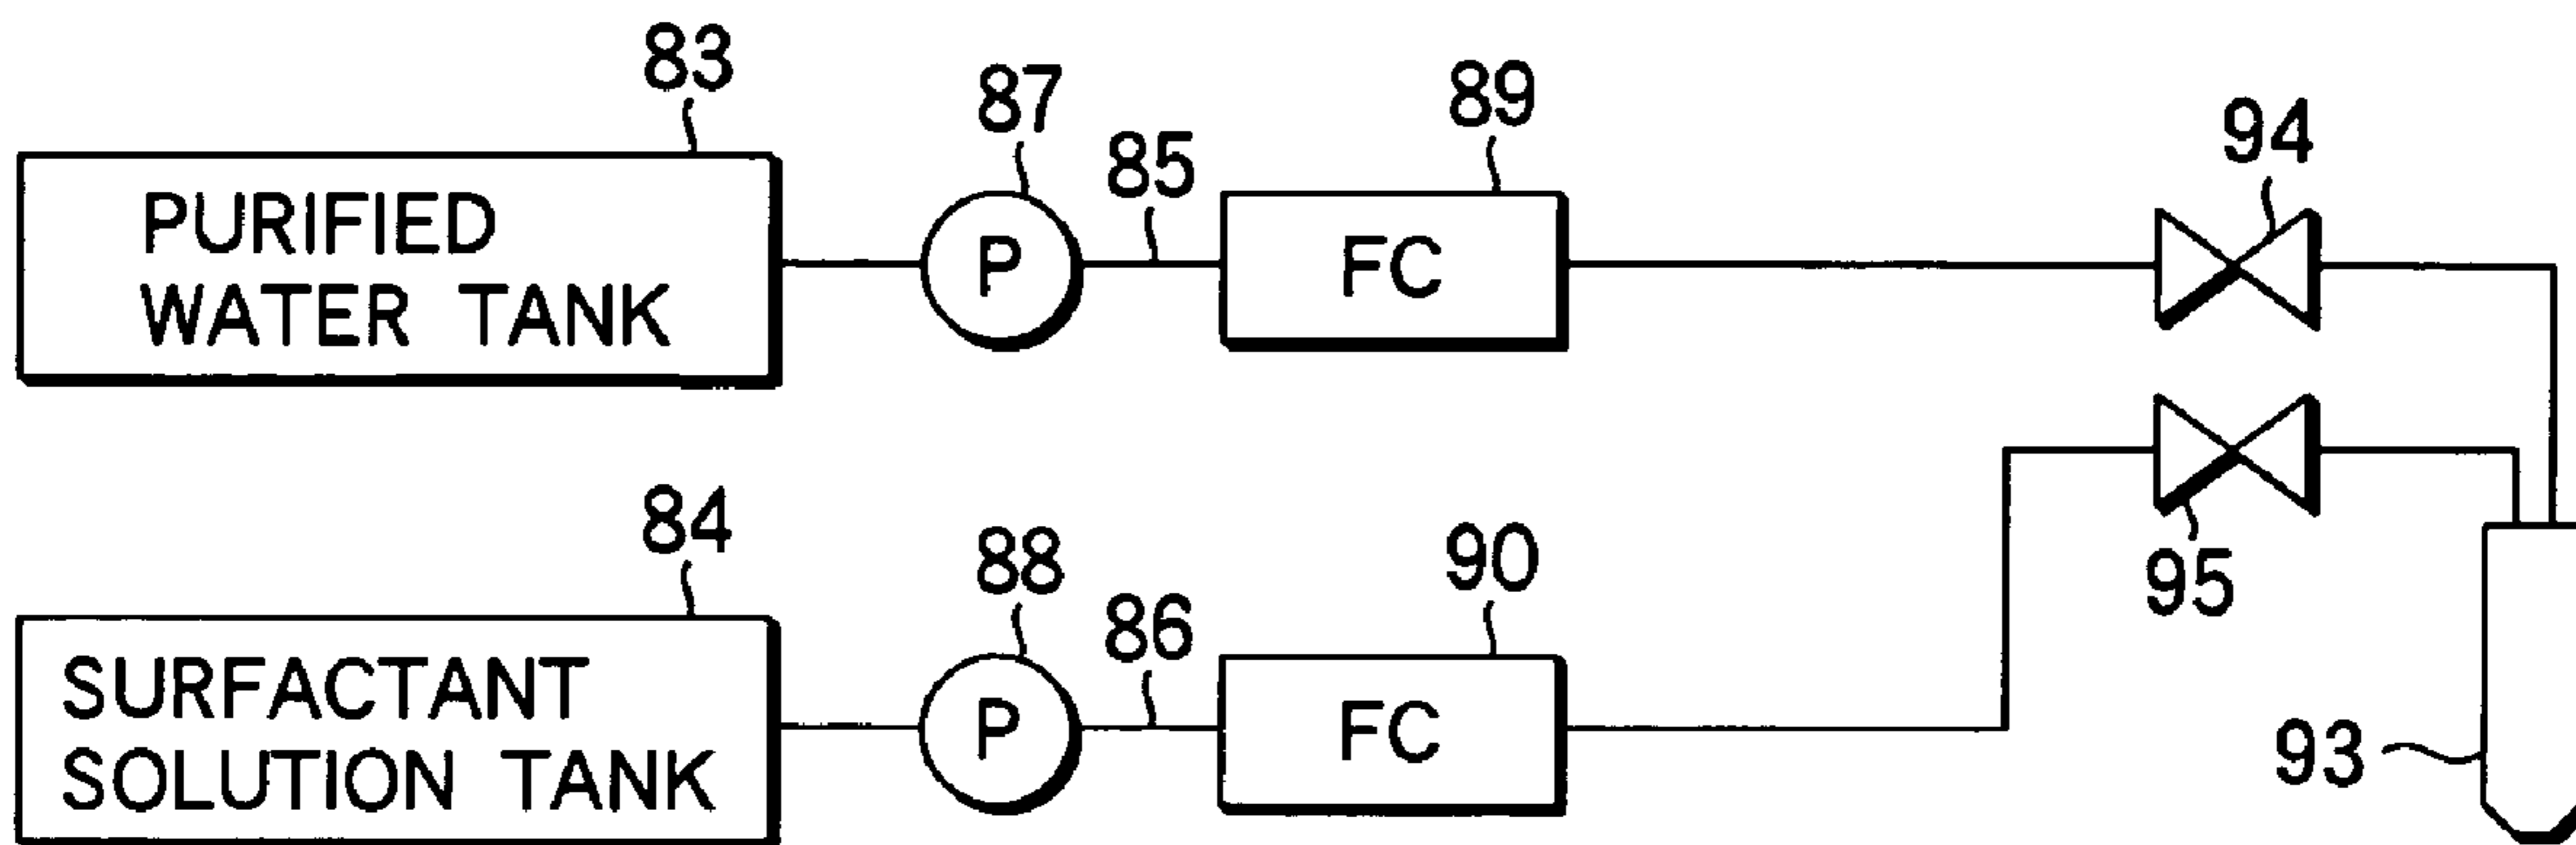 83
87
85
89
94
PURIFIED
WATER TANK
P
FC
84
88
86
90
95
SURFACTANT
SOLUTION TANK
P
FC
93